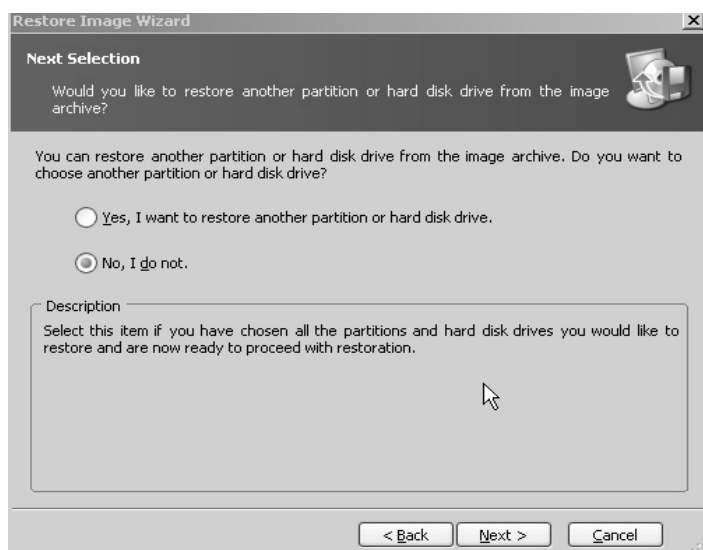 Restore Image Wizard
Next Selection
Would you like to restore another partition or hard disk drive from the image
archive?
You can restore another partition or hard disk drive from the image archive. Do you want to
choose another partition or hard disk drive?
Yes, I want to restore another partition or hard disk drive.
No, I do not.
Description
Select this item if you have chosen all the partitions and hard disk drives you would like to
restore and are now ready to proceed with restoration.
< Back
Next >
Cancel